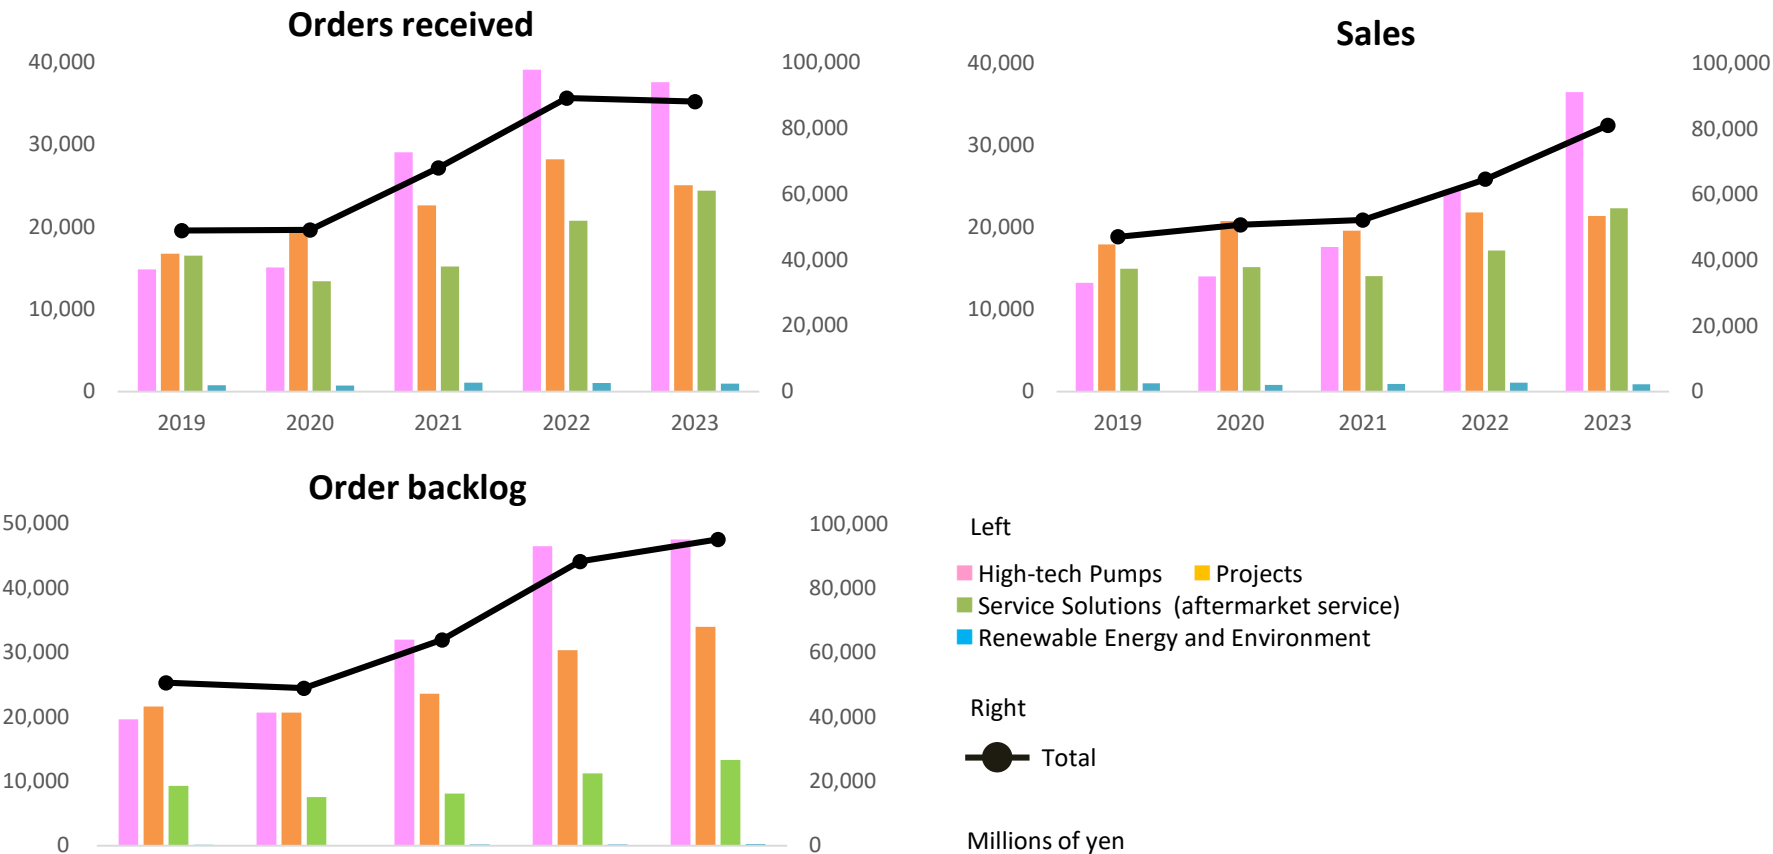 Orders received
40,000
30,000
20,000
10,000
0
100,000
80,000
60,000
40,000
20,000
0
2019 2020 2021 2022 2023
Sales
40,000
30,000
20,000
10,000
0
100,000
80,000
60,000
40,000
20,000
0
2019 2020 2021 2022 2023
Order backlog
50,000
40,000
30,000
20,000
10,000
0
100,000
80,000
60,000
40,000
20,000
0
Left
High-tech Pumps Projects
Service Solutions (aftermarket service)
Renewable Energy and Environment
Right
Total
Millions of yen